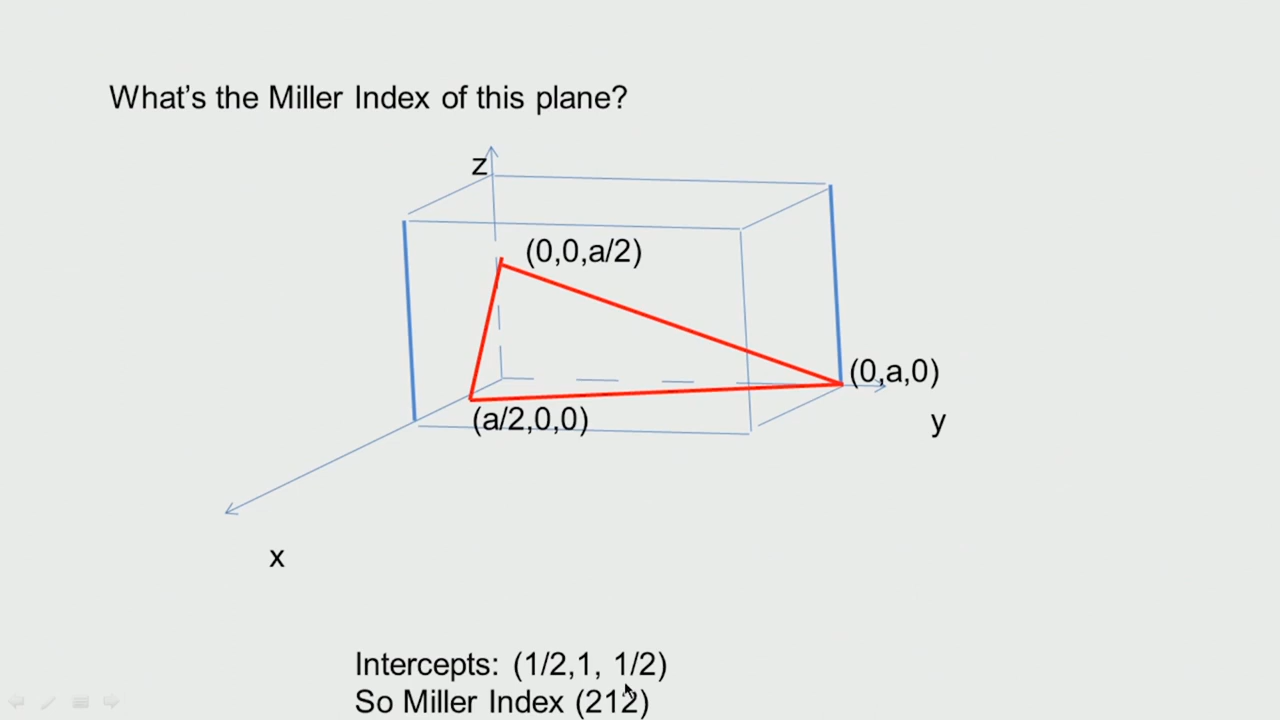 What's the Miller Index of this plane?
z
(0,0,a/2)
(0,a,0)
(a/2,0,0)
y
x
Intercepts: (1/2,1, 1/2)
So Miller Index (212)